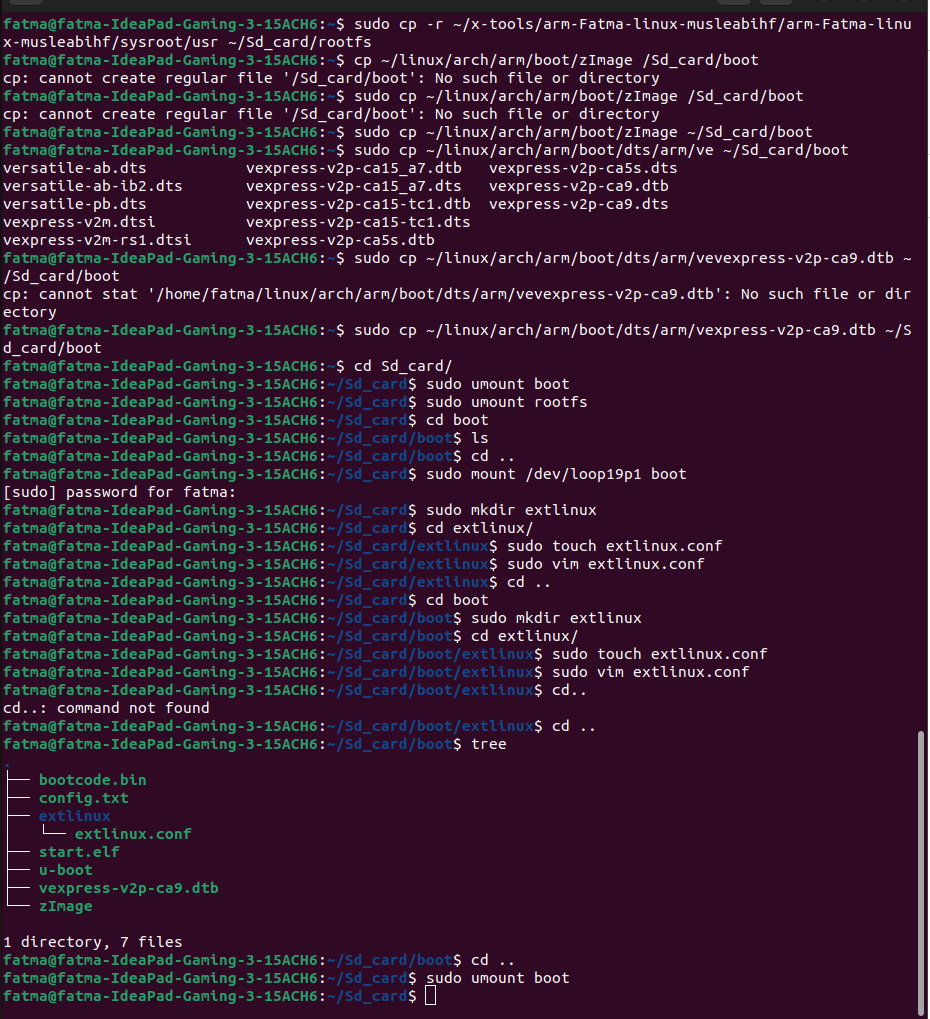 fatma@fatma-IdeaPad-Gaming-3-15ACH6:~$ sudo cp -r ~/x-tools/arm-Fatma-linux-musleabihf/arm-Fatma-linu
x-musleabihf/sysroot/usr ~/Sd_card/rootfs
fatma@fatma-IdeaPad-Gaming-3-15ACH6:~$ cp ~/linux/arch/arm/boot/zImage /Sd_card/boot
cp: cannot create regular file '/Sd_card/boot': No such file or directory
fatma@fatma-IdeaPad-Gaming-3-15ACH6:~$ sudo cp ~/linux/arch/arm/boot/zImage /Sd_card/boot
cp: cannot create regular file '/Sd_card/boot': No such file or directory
fatma@fatma-IdeaPad-Gaming-3-15ACH6:~$ sudo cp ~/linux/arch/arm/boot/zImage ~/Sd_card/boot
fatma@fatma-IdeaPad-Gaming-3-15ACH6:~$ sudo cp ~/linux/arch/arm/boot/dts/arm/ve ~/Sd_card/boot
versatile-ab.dts           vexpress-v2p-ca15_a7.dtb   vexpress-v2p-ca5s.dts
versatile-ab-ib2.dts       vexpress-v2p-ca15_a7.dts   vexpress-v2p-ca9.dtb
versatile-pb.dts           vexpress-v2p-ca15-tc1.dtb  vexpress-v2p-ca9.dts
vexpress-v2m.dtsi          vexpress-v2p-ca15-tc1.dts
vexpress-v2m-rs1.dtsi      vexpress-v2p-ca5s.dtb
fatma@fatma-IdeaPad-Gaming-3-15ACH6:~$ sudo cp ~/linux/arch/arm/boot/dts/arm/vevexpress-v2p-ca9.dtb ~
/Sd_card/boot
cp: cannot stat '/home/fatma/linux/arch/arm/boot/dts/arm/vevexpress-v2p-ca9.dtb': No such file or dir
ectory
fatma@fatma-IdeaPad-Gaming-3-15ACH6:~$ sudo cp ~/linux/arch/arm/boot/dts/arm/vexpress-v2p-ca9.dtb ~/S
d_card/boot
fatma@fatma-IdeaPad-Gaming-3-15ACH6:~$ cd Sd_card/
fatma@fatma-IdeaPad-Gaming-3-15ACH6:~/Sd_card$ sudo umount boot
fatma@fatma-IdeaPad-Gaming-3-15ACH6:~/Sd_card$ sudo umount rootfs
fatma@fatma-IdeaPad-Gaming-3-15ACH6:~/Sd_card$ cd boot
fatma@fatma-IdeaPad-Gaming-3-15ACH6:~/Sd_card/boot$ ls
fatma@fatma-IdeaPad-Gaming-3-15ACH6:~/Sd_card/boot$ cd ..
fatma@fatma-IdeaPad-Gaming-3-15ACH6:~/Sd_card$ sudo mount /dev/loop19p1 boot
[sudo] password for fatma:
fatma@fatma-IdeaPad-Gaming-3-15ACH6:~/Sd_card$ sudo mkdir extlinux
fatma@fatma-IdeaPad-Gaming-3-15ACH6:~/Sd_card$ cd extlinux/
fatma@fatma-IdeaPad-Gaming-3-15ACH6:~/Sd_card/extlinux$ sudo touch extlinux.conf
fatma@fatma-IdeaPad-Gaming-3-15ACH6:~/Sd_card/extlinux$ sudo vim extlinux.conf
fatma@fatma-IdeaPad-Gaming-3-15ACH6:~/Sd_card/extlinux$ cd ..
fatma@fatma-IdeaPad-Gaming-3-15ACH6:~/Sd_card$ cd boot
fatma@fatma-IdeaPad-Gaming-3-15ACH6:~/Sd_card/boot$ sudo mkdir extlinux
fatma@fatma-IdeaPad-Gaming-3-15ACH6:~/Sd_card/boot$ cd extlinux/
fatma@fatma-IdeaPad-Gaming-3-15ACH6:~/Sd_card/boot/extlinux$ sudo touch extlinux.conf
fatma@fatma-IdeaPad-Gaming-3-15ACH6:~/Sd_card/boot/extlinux$ sudo vim extlinux.conf
fatma@fatma-IdeaPad-Gaming-3-15ACH6:~/Sd_card/boot/extlinux$ cd..
cd..: command not found
fatma@fatma-IdeaPad-Gaming-3-15ACH6:~/Sd_card/boot/extlinux$ cd ..
fatma@fatma-IdeaPad-Gaming-3-15ACH6:~/Sd_card/boot$ tree
.
├── bootcode.bin
├── config.txt
├── extlinux
│   └── extlinux.conf
├── start.elf
├── u-boot
├── vexpress-v2p-ca9.dtb
└── zImage
1 directory, 7 files
fatma@fatma-IdeaPad-Gaming-3-15ACH6:~/Sd_card/boot$ cd ..
fatma@fatma-IdeaPad-Gaming-3-15ACH6:~/Sd_card$ sudo umount boot
fatma@fatma-IdeaPad-Gaming-3-15ACH6:~/Sd_card$